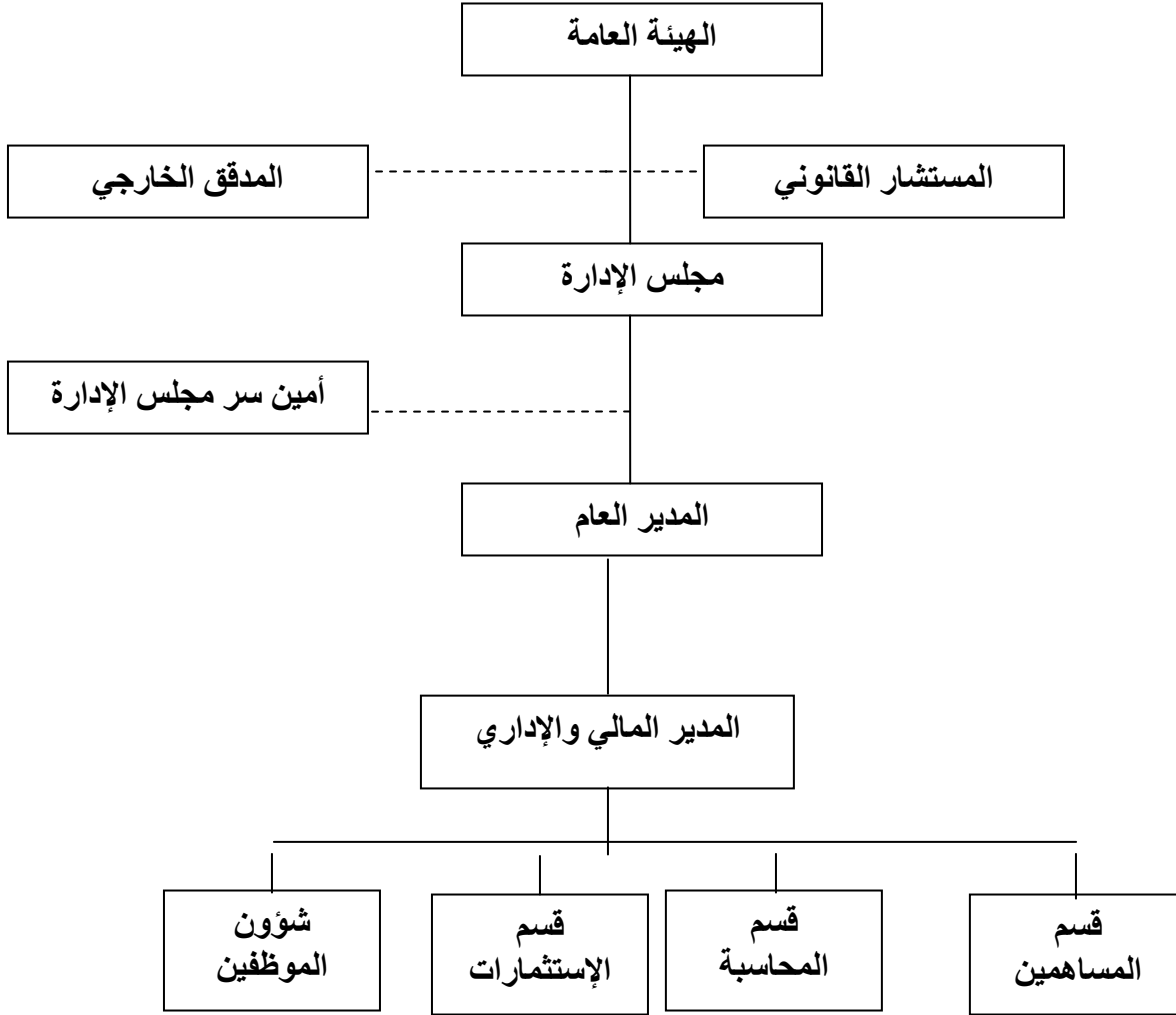 الهيئة العامة
المستشار القانوني
المدقق الخارجي
مجلس الإدارة
أمين سر مجلس الإدارة
المدير العام
المدير المالي والإداري
قسم
المساهمين
قسم
المحاسبة
قسم
الإستثمارات
شؤون
الموظفين